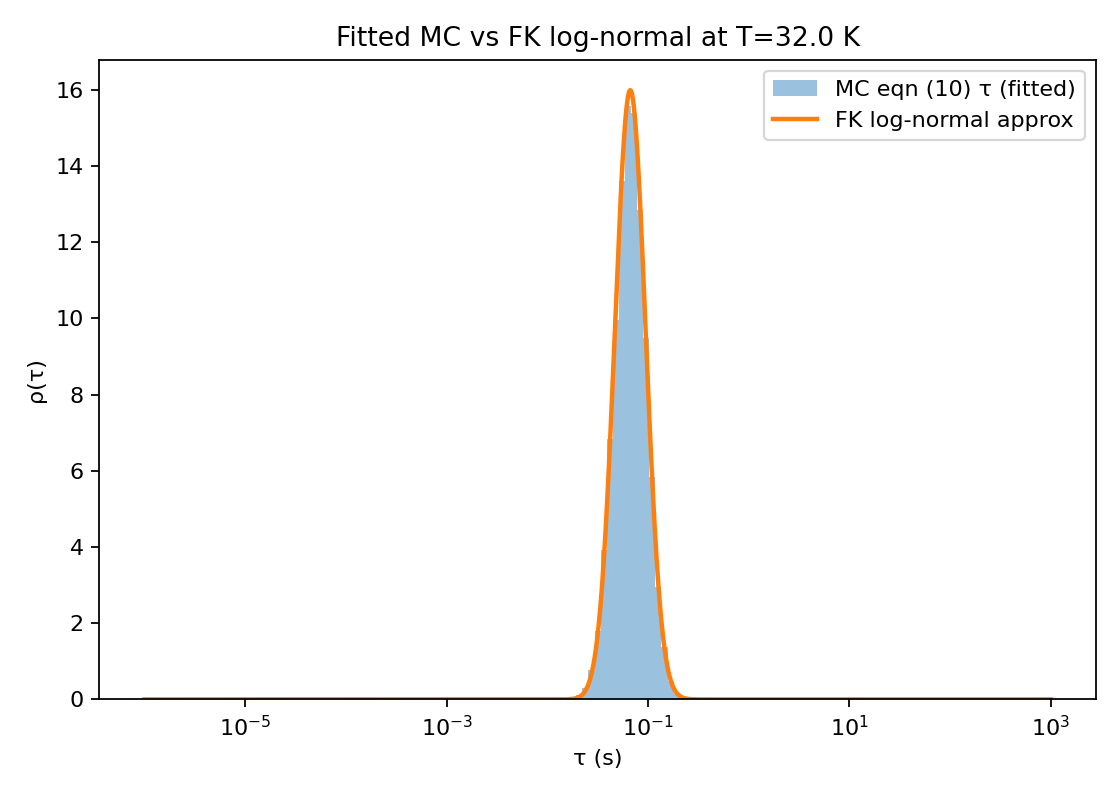 Fitted MC vs FK log-normal at T=32.0 K
MC eqn (10) τ (fitted)
FK log-normal approx
ρ(τ)
16
14
12
10
8
6
4
2
0
10⁻⁵
10⁻³
10⁻¹
10¹
10³
τ (s)